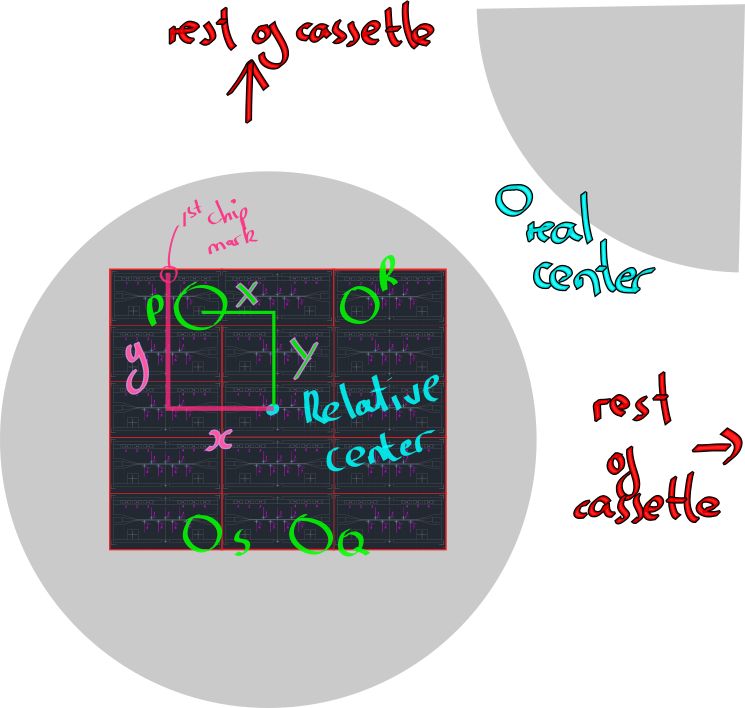 rest of cassette
1st chip
mark
real
center
P
x
R
y
y
Relative
center
x
rest
of
cassette
S
Q